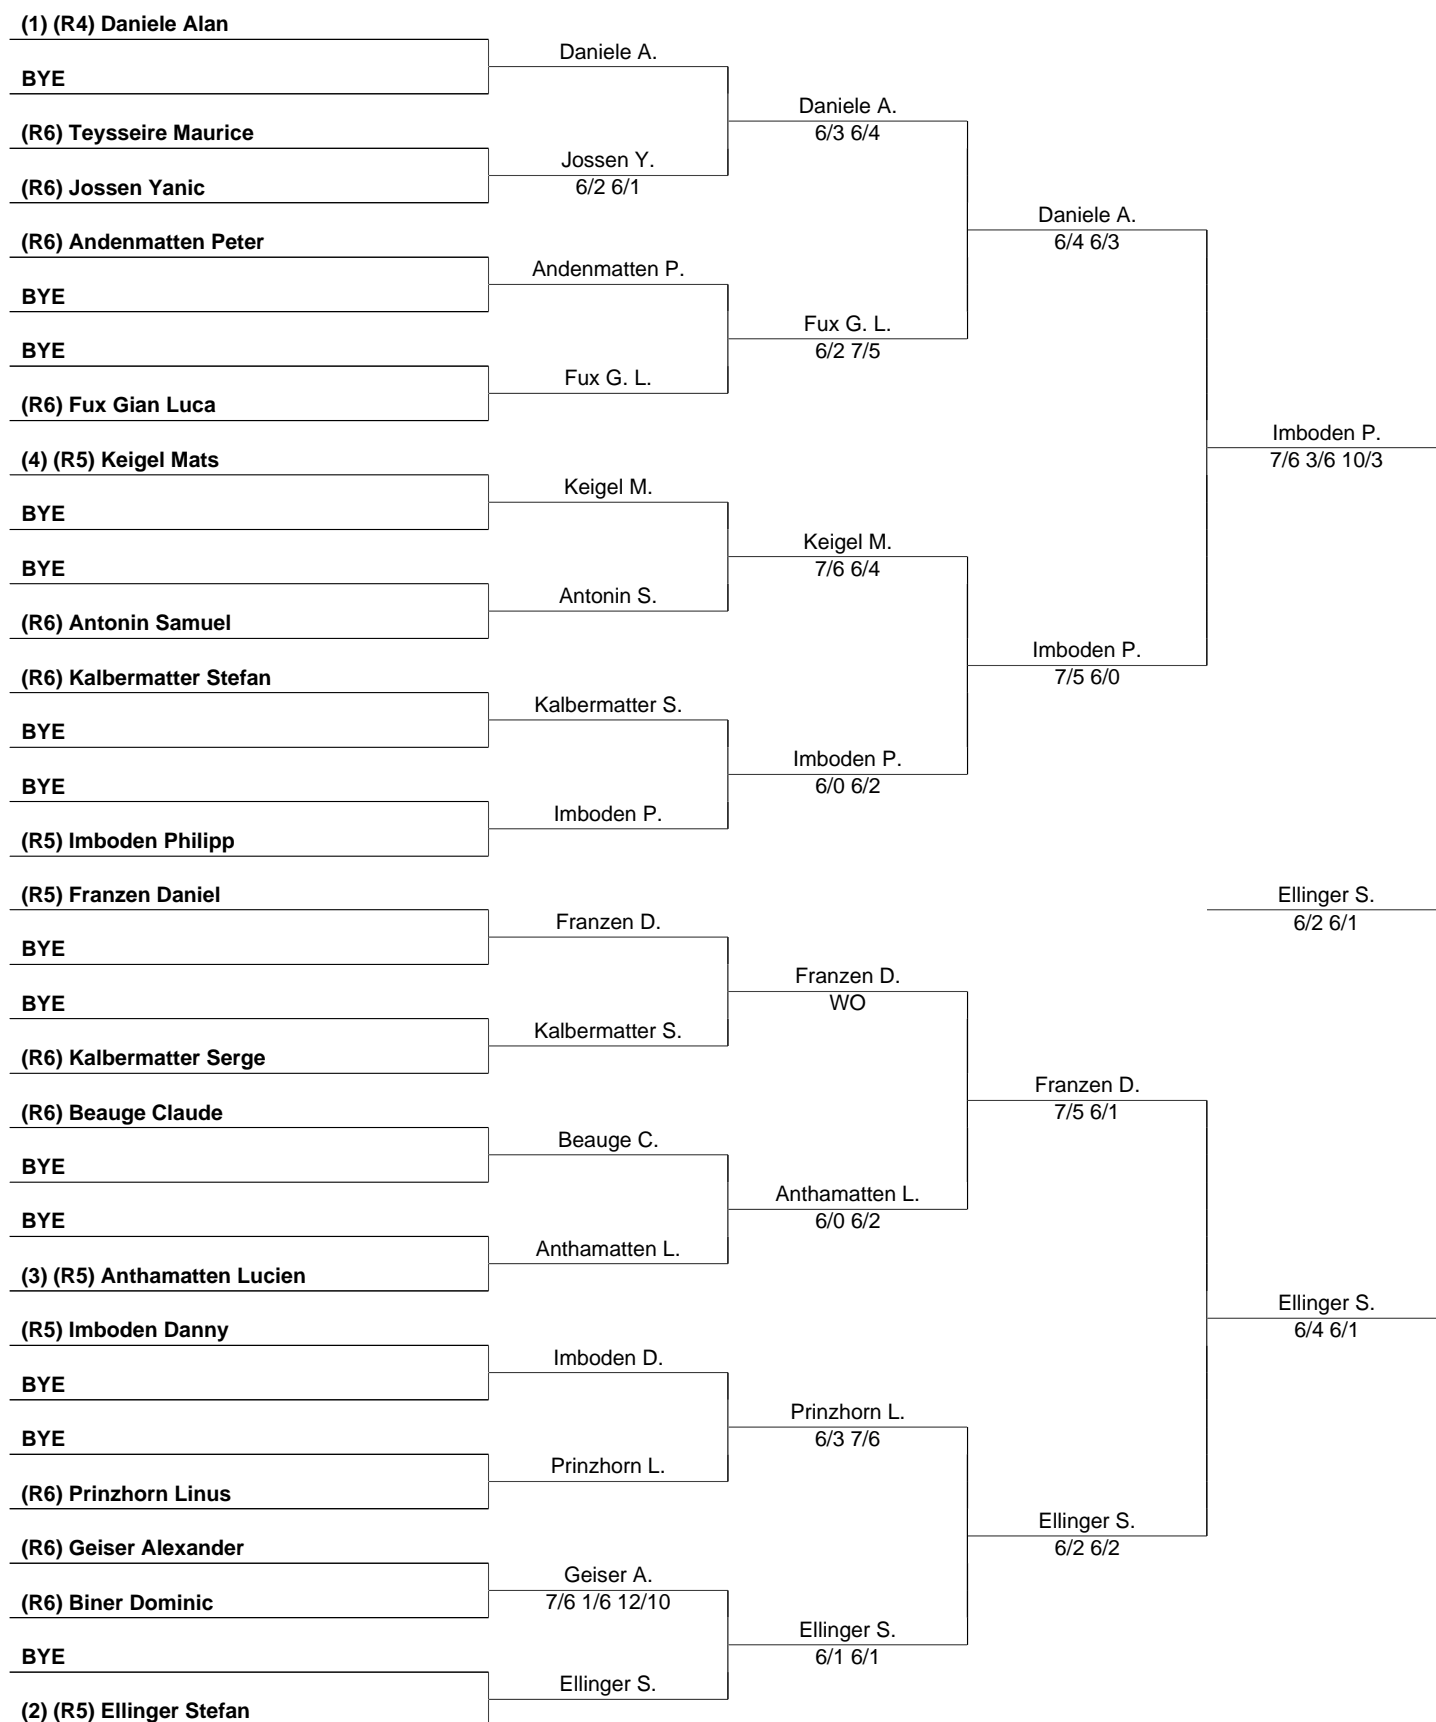 (1) (R4) Daniele Alan
Daniele A.
BYE
Daniele A.
6/3 6/4
(R6) Teysseire Maurice
Jossen Y.
6/2 6/1
(R6) Jossen Yanic
Daniele A.
6/4 6/3
(R6) Andenmatten Peter
Andenmatten P.
BYE
Fux G. L.
6/2 7/5
BYE
Fux G. L.
(R6) Fux Gian Luca
Imboden P.
7/6 3/6 10/3
(4) (R5) Keigel Mats
Keigel M.
BYE
Keigel M.
7/6 6/4
BYE
Antonin S.
(R6) Antonin Samuel
Imboden P.
7/5 6/0
(R6) Kalbermatter Stefan
Kalbermatter S.
BYE
Imboden P.
6/0 6/2
BYE
Imboden P.
(R5) Imboden Philipp
(R5) Franzen Daniel
Ellinger S.
6/2 6/1
Franzen D.
BYE
Franzen D.
WO
BYE
Kalbermatter S.
(R6) Kalbermatter Serge
Franzen D.
7/5 6/1
(R6) Beauge Claude
Beauge C.
BYE
Anthamatten L.
6/0 6/2
BYE
Anthamatten L.
(3) (R5) Anthamatten Lucien
Ellinger S.
6/4 6/1
(R5) Imboden Danny
Imboden D.
BYE
Prinzhorn L.
6/3 7/6
BYE
Prinzhorn L.
(R6) Prinzhorn Linus
Ellinger S.
6/2 6/2
(R6) Geiser Alexander
Geiser A.
7/6 1/6 12/10
(R6) Biner Dominic
Ellinger S.
6/1 6/1
BYE
Ellinger S.
(2) (R5) Ellinger Stefan